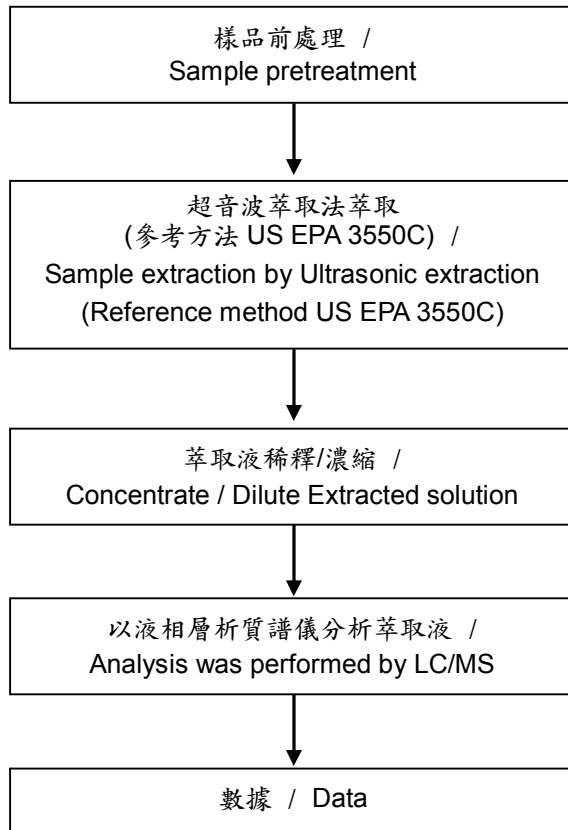 樣品前處理 /
Sample pretreatment
超音波萃取法萃取
(參考方法 US EPA 3550C) /
Sample extraction by Ultrasonic extraction
(Reference method US EPA 3550C)
萃取液稀釋/濃縮 /
Concentrate / Dilute Extracted solution
以液相層析質譜儀分析萃取液 /
Analysis was performed by LC/MS
數據 / Data